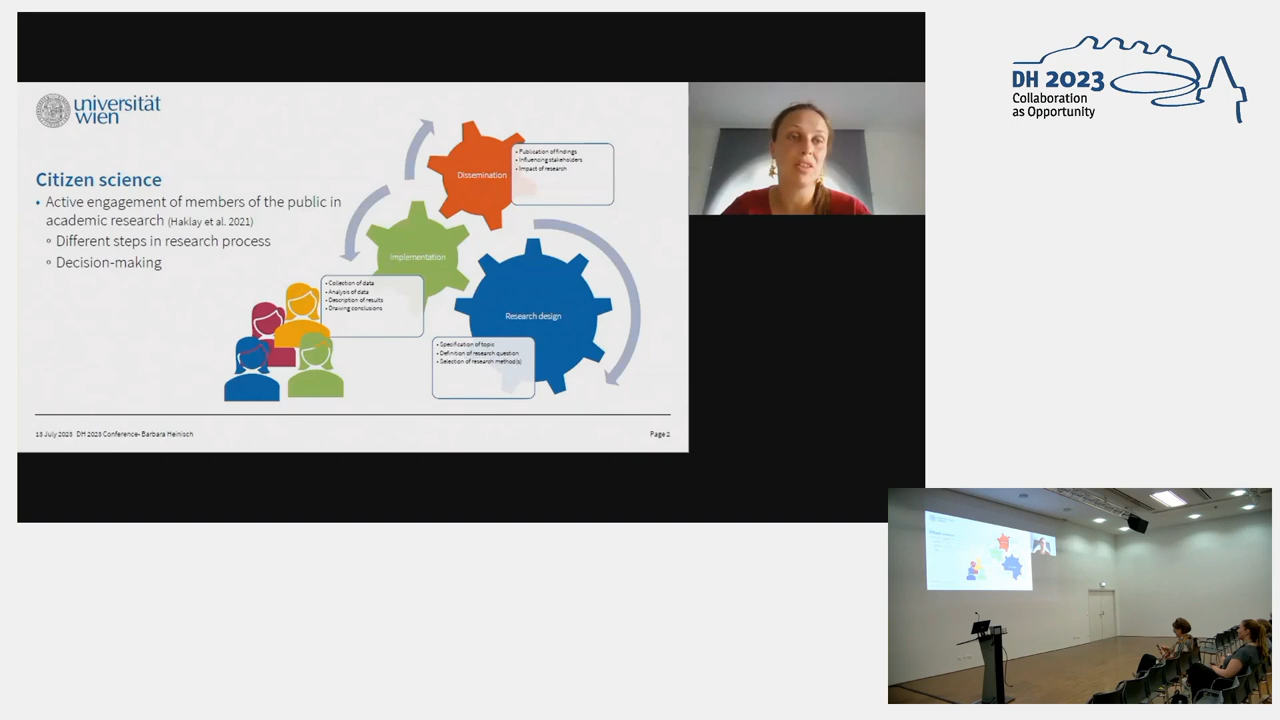 universität
wien
Citizen science
• Active engagement of members of the public in
academic research (Haklay et al. 2021)
◦ Different steps in research process
◦ Decision-making
Dissemination
• Publication of findings
• Influencing stakeholders
• Impact of research
Implementation
• Collection of data
• Analysis of data
• Description of results
• Drawing conclusions
Research design
• Specification of topic
• Definition of research question
• Selection of research method(s)
13 July 2023 DH 2023 Conference- Barbara Heinisch
Page 2
DH 2023
Collaboration
as Opportunity